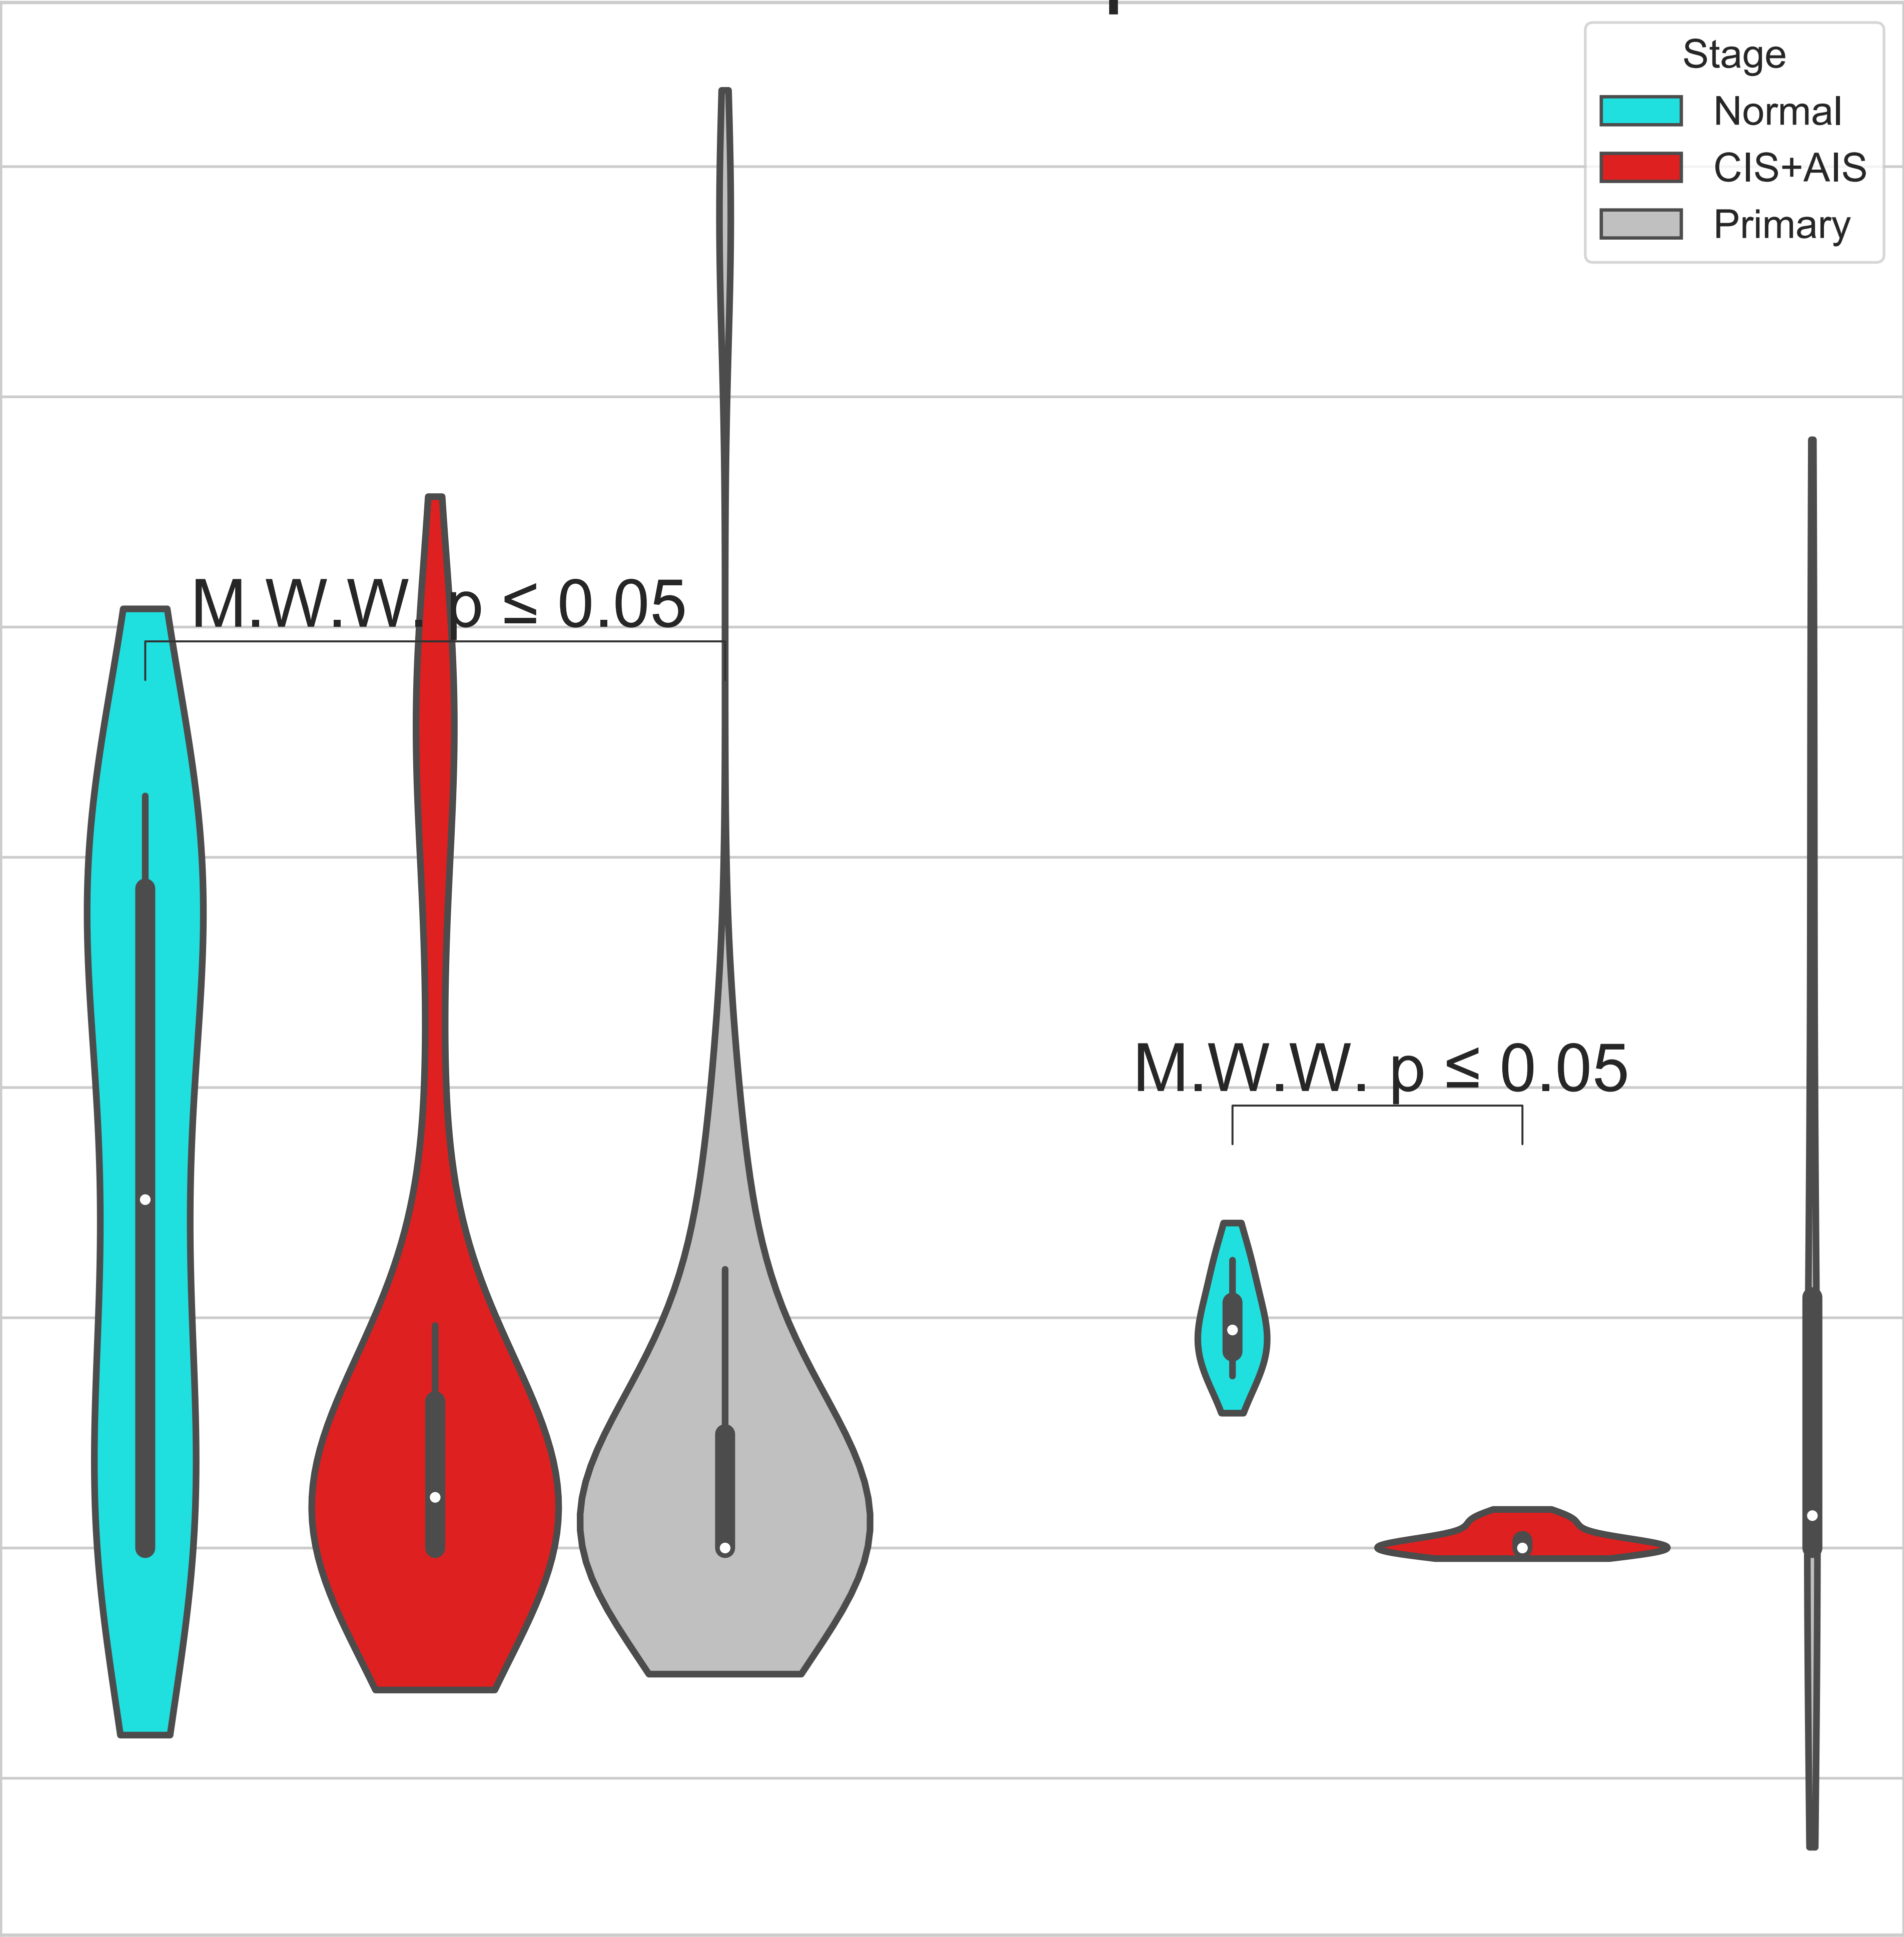 Stage
Normal
CIS+AIS
Primary
M.W.W. p ≤ 0.05
M.W.W. p ≤ 0.05